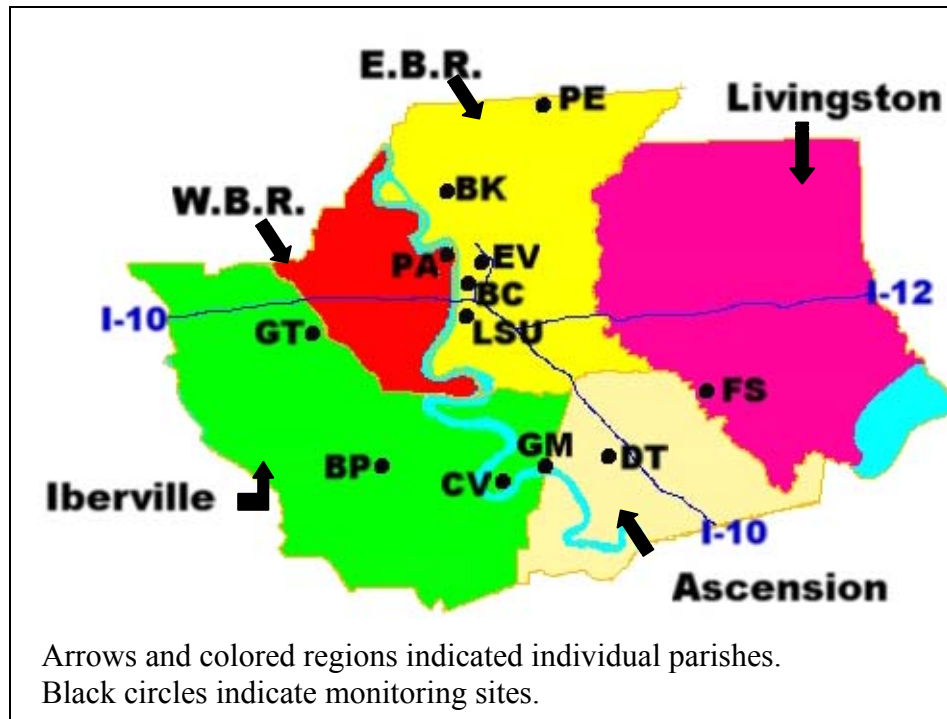 E.B.R.
PE
Livingston
BK
W.B.R.
PA
EV
BC
I-12
I-10
GT
LSU
FS
GM
DT
BP
CV
Iberville
I-10
Ascension
Arrows and colored regions indicated individual parishes.
Black circles indicate monitoring sites.